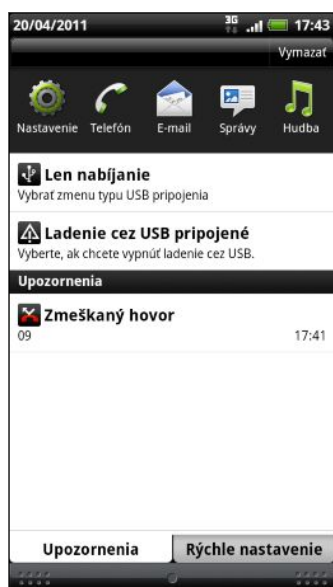 20/04/2011 3G 17:43
Vymazať
Nastavenie Telefón E-mail Správy Hudba
Len nabíjanie
Vybrať zmenu typu USB pripojenia
Ladenie cez USB pripojené
Vyberte, ak chcete vypnúť ladenie cez USB.
Upozornenia
Zmeškaný hovor
09 17:41
Upozornenia Rýchle nastavenie